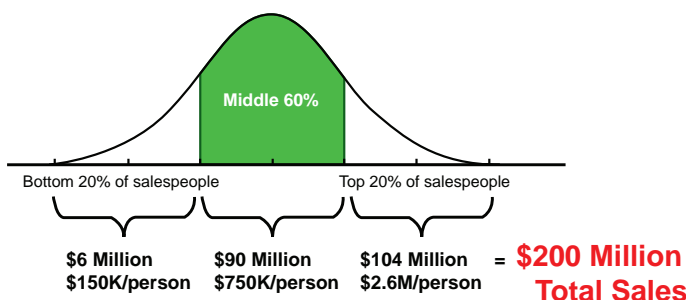 Middle 60%
Bottom 20% of salespeople
Top 20% of salespeople
$6 Million
$150K/person
$90 Million
$750K/person
$104 Million
$2.6M/person
= $200 Million
Total Sales